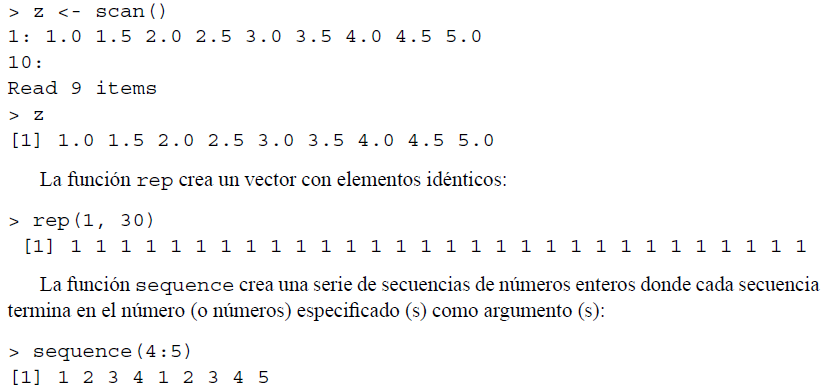 > z <- scan()
1: 1.0 1.5 2.0 2.5 3.0 3.5 4.0 4.5 5.0
10:
Read 9 items
> z
[1] 1.0 1.5 2.0 2.5 3.0 3.5 4.0 4.5 5.0
La función rep crea un vector con elementos idénticos:
> rep(1, 30)
[1] 1 1 1 1 1 1 1 1 1 1 1 1 1 1 1 1 1 1 1 1 1 1 1 1 1 1 1 1 1 1
La función sequence crea una serie de secuencias de números enteros donde cada secuencia
termina en el número (o números) especificado (s) como argumento (s):
> sequence(4:5)
[1] 1 2 3 4 1 2 3 4 5